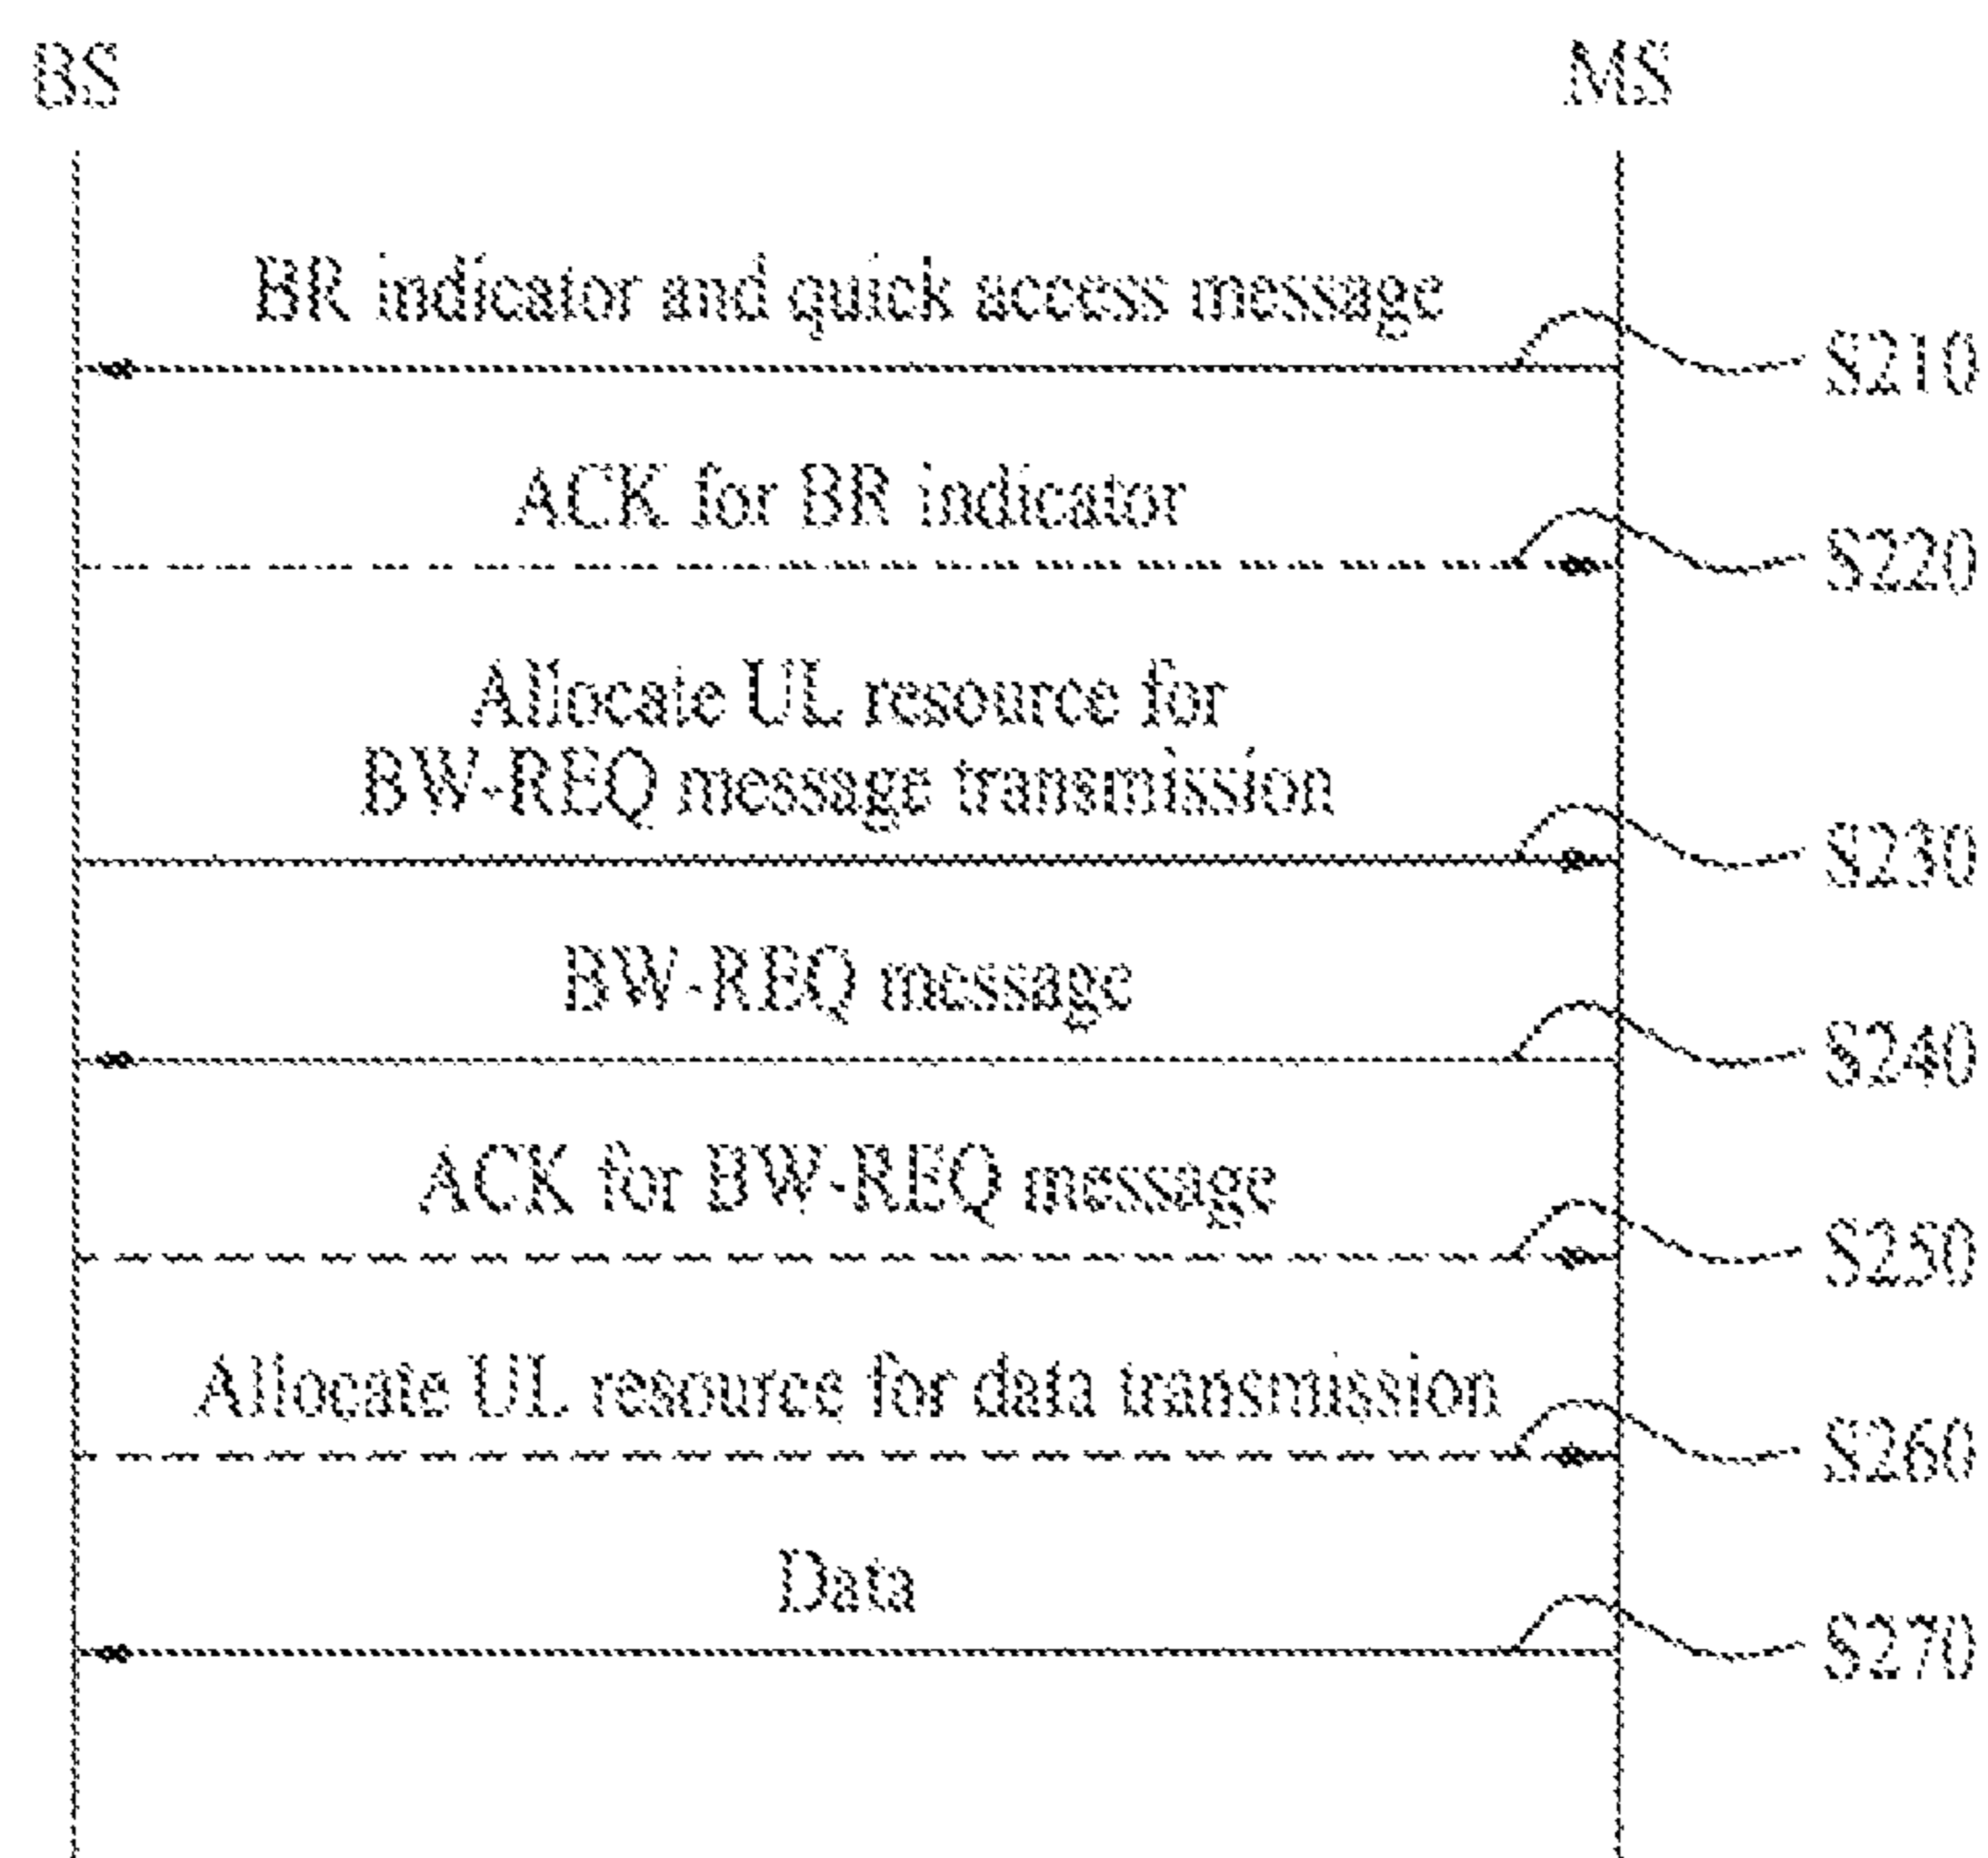 BS
MS
BR indicator and quick access message
S210
ACK for BR indicator
S220
Allocate UL resource for
BW-REQ message transmission
S230
BW-REQ message
S240
ACK for BW-REQ message
S250
Allocate UL resource for data transmission
S260
Data
S270